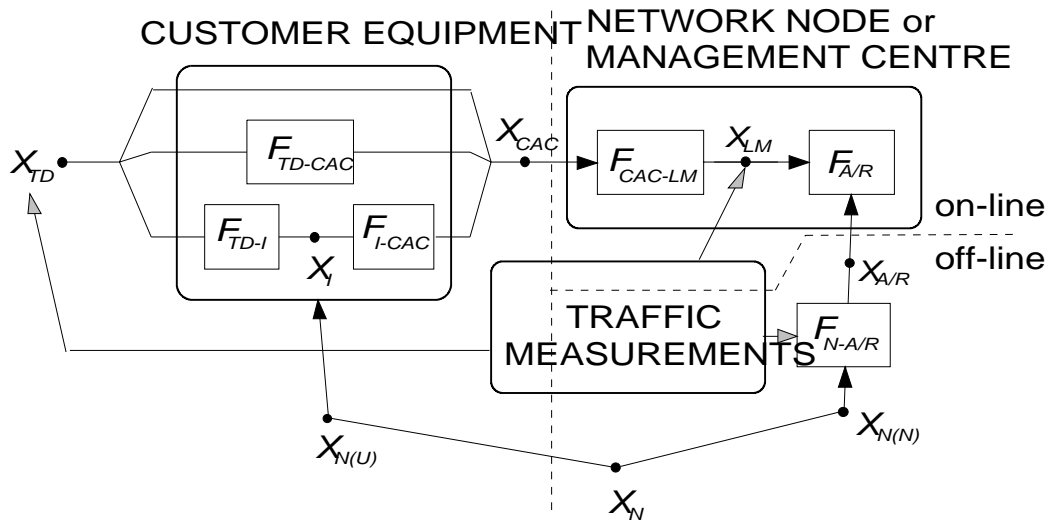 CUSTOMER EQUIPMENT
NETWORK NODE or
MANAGEMENT CENTRE
X_TD
F_TD-CAC
F_TD-I
X_I
F_I-CAC
X_CAC
F_CAC-LM
X_LM
F_A/R
on-line
off-line
X_A/R
TRAFFIC
MEASUREMENTS
F_N-A/R
X_N(U)
X_N(N)
X_N